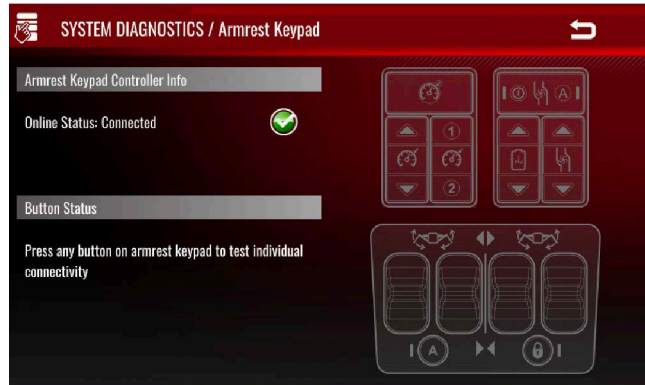 SYSTEM DIAGNOSTICS / Armrest Keypad
Armrest Keypad Controller Info
Online Status: Connected
Button Status
Press any button on armrest keypad to test individual
connectivity
A
1
2
A